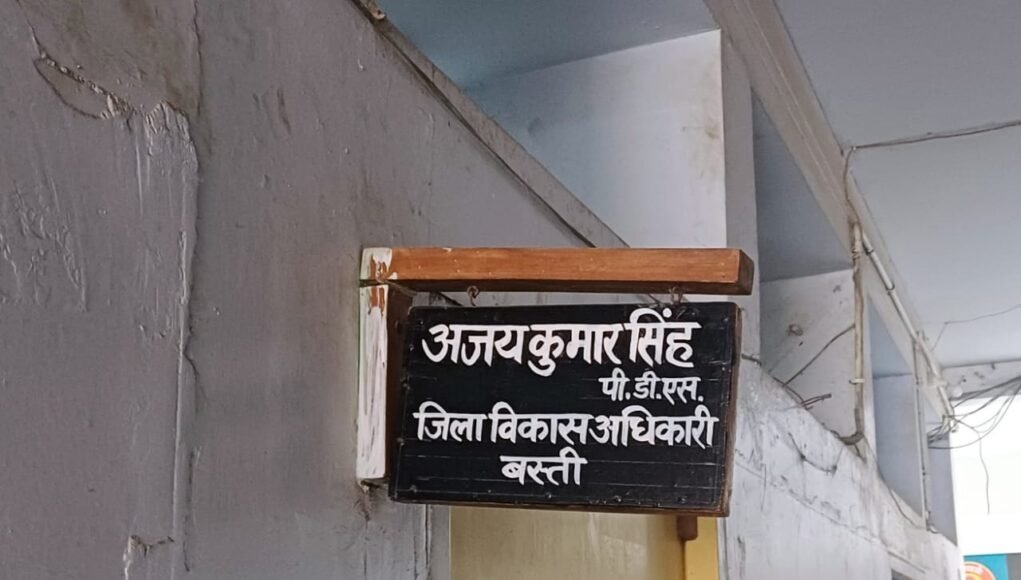 अजय कुमार सिंह
पी.डी.एस.
जिला विकास अधिकारी
बस्ती